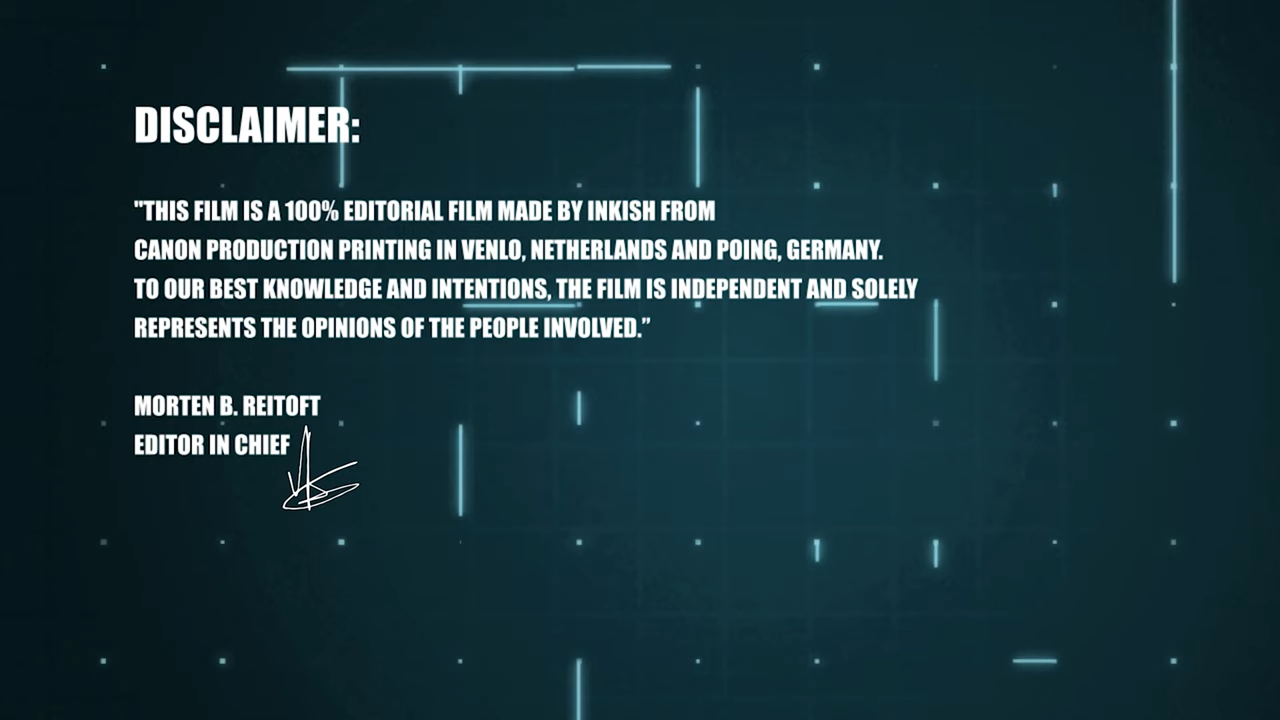 DISCLAIMER:
"THIS FILM IS A 100% EDITORIAL FILM MADE BY INKISH FROM
CANON PRODUCTION PRINTING IN VENLO, NETHERLANDS AND POING, GERMANY.
TO OUR BEST KNOWLEDGE AND INTENTIONS, THE FILM IS INDEPENDENT AND SOLELY
REPRESENTS THE OPINIONS OF THE PEOPLE INVOLVED.”
MORTEN B. REITOFT
EDITOR IN CHIEF